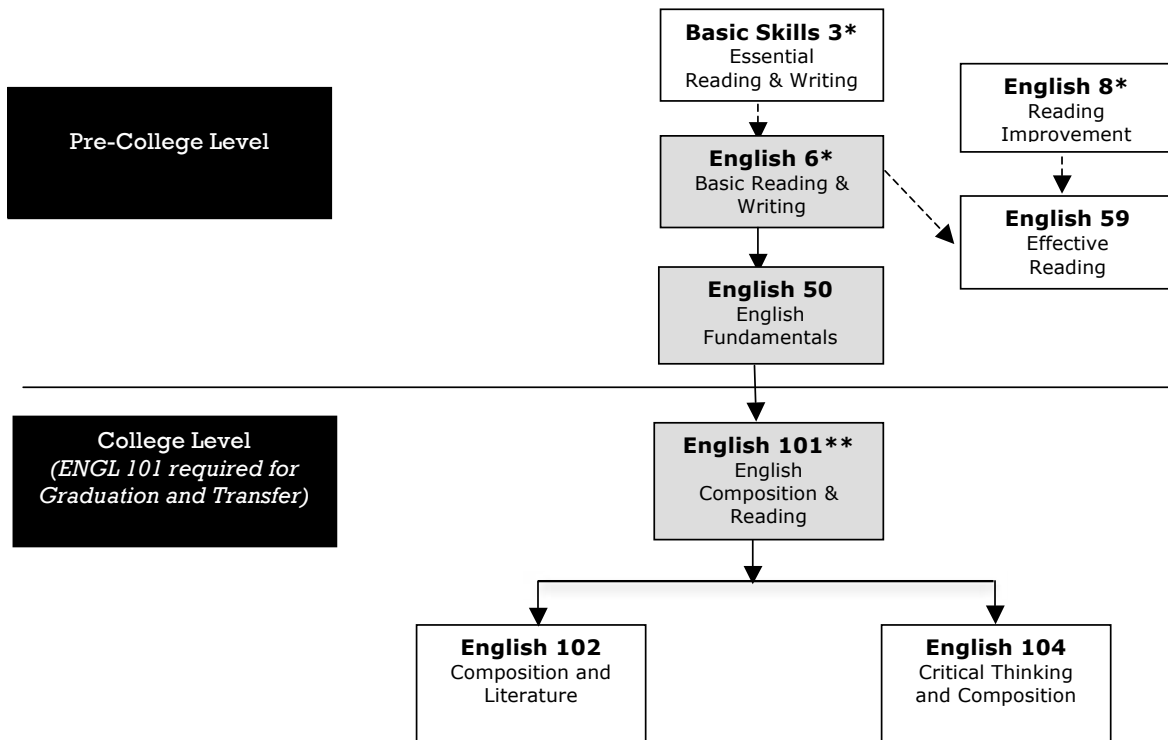 Basic Skills 3*
Essential
Reading & Writing
English 8*
Reading
Improvement
Pre-College Level
English 6*
Basic Reading &
Writing
English 59
Effective
Reading
English 50
English
Fundamentals
College Level
(ENGL 101 required for
Graduation and Transfer)
English 101**
English
Composition &
Reading
English 102
Composition and
Literature
English 104
Critical Thinking
and Composition